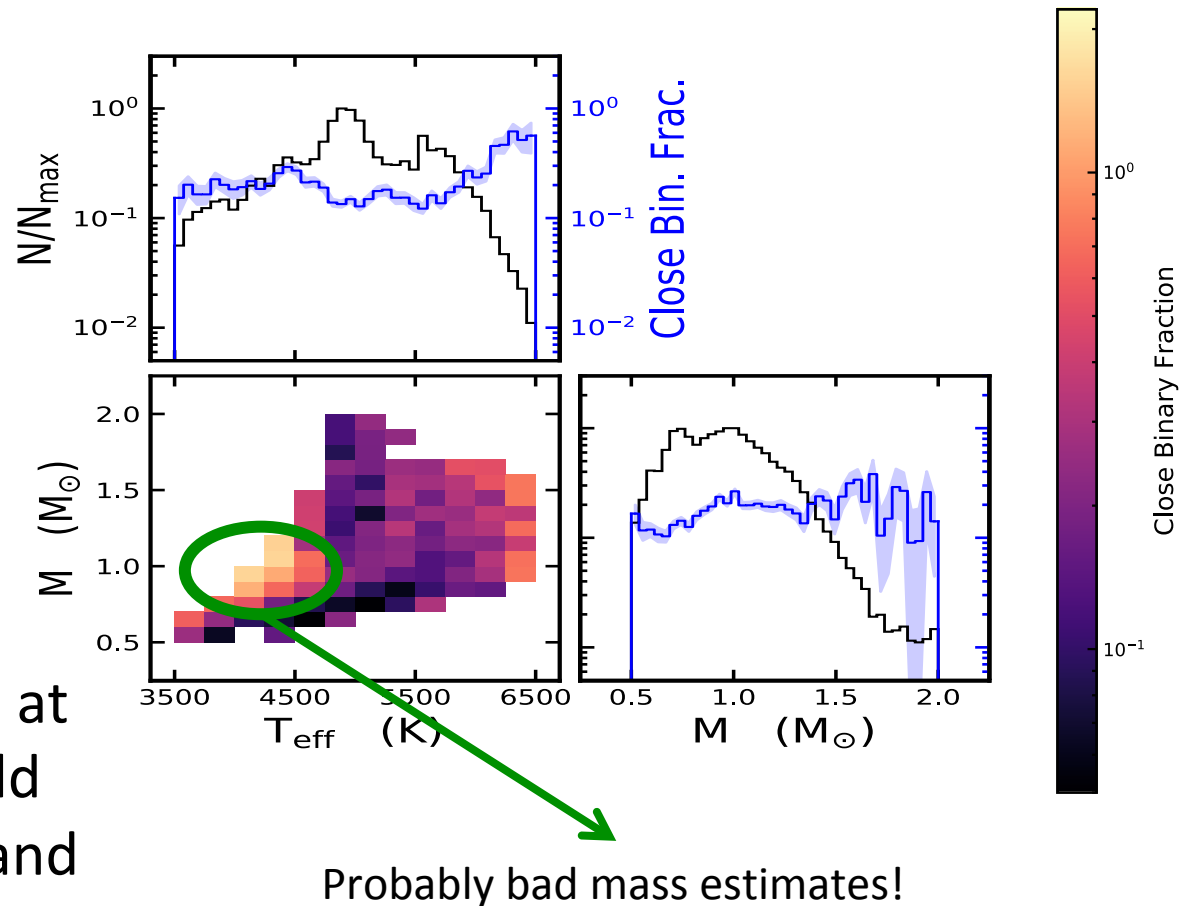 10⁰
10⁻¹
10⁻²
N/Nmax
10⁰
10⁻¹
10⁻²
Close Bin. Frac.
2.0
1.5
1.0
0.5
M (M⊙)
3500 4500 5500 6500
Teff (K)
0.5 1.0 1.5 2.0
M (M⊙)
10⁰
10⁻¹
Close Binary Fraction
at
ld
and
Probably bad mass estimates!